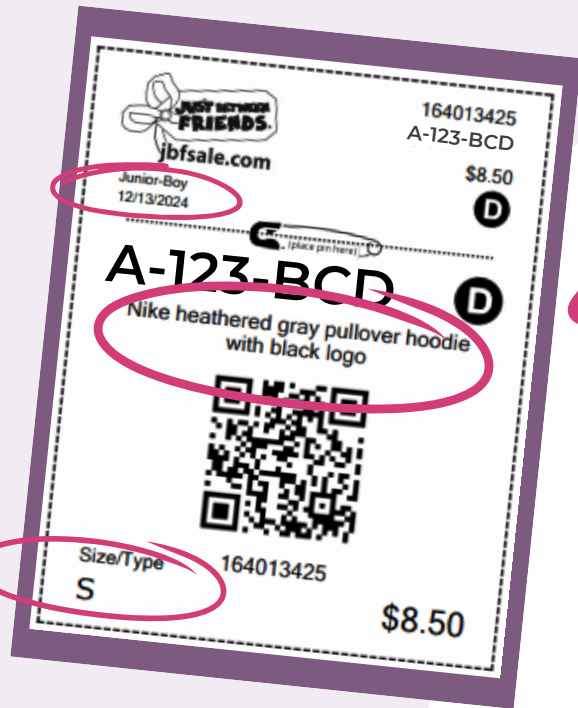 JUST BETWEEN
FRIENDS.
jbfsale.com
164013425
A-123-BCD
$8.50
D
Junior-Boy
12/13/2024
(place pin here)
A-123-BCD
D
Nike heathered gray pullover hoodie
with black logo
Size/Type
S
164013425
$8.50